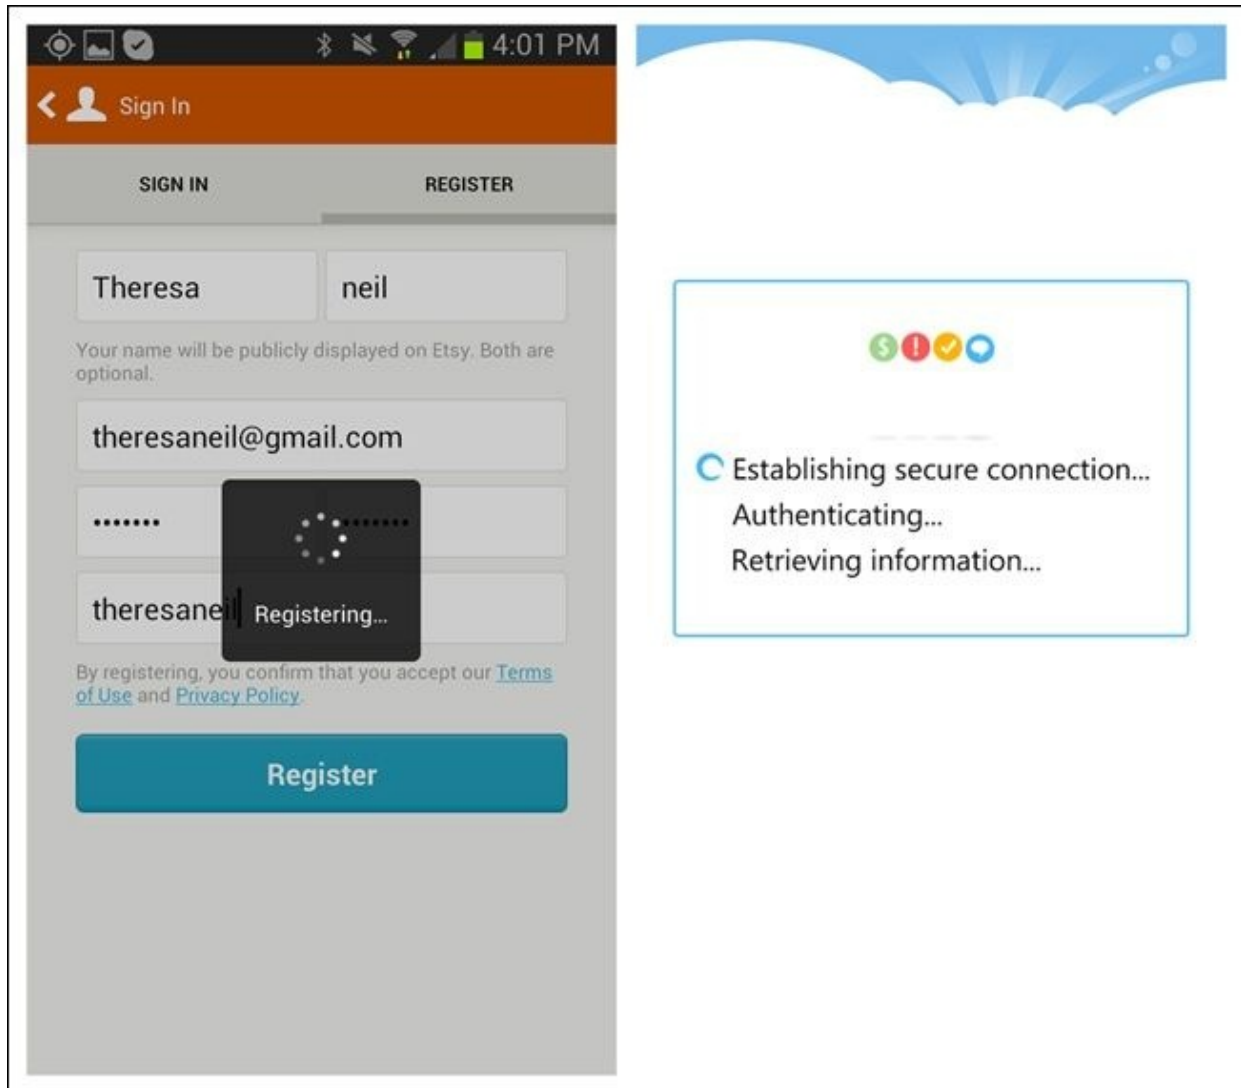 4:01 PM
Sign In
SIGN IN
REGISTER
Theresa
neil
Your name will be publicly displayed on Etsy. Both are
optional.
theresaneil@gmail.com
theresaneil
Registering...
By registering, you confirm that you accept our Terms
of Use and Privacy Policy.
Register
Establishing secure connection...
Authenticating...
Retrieving information...